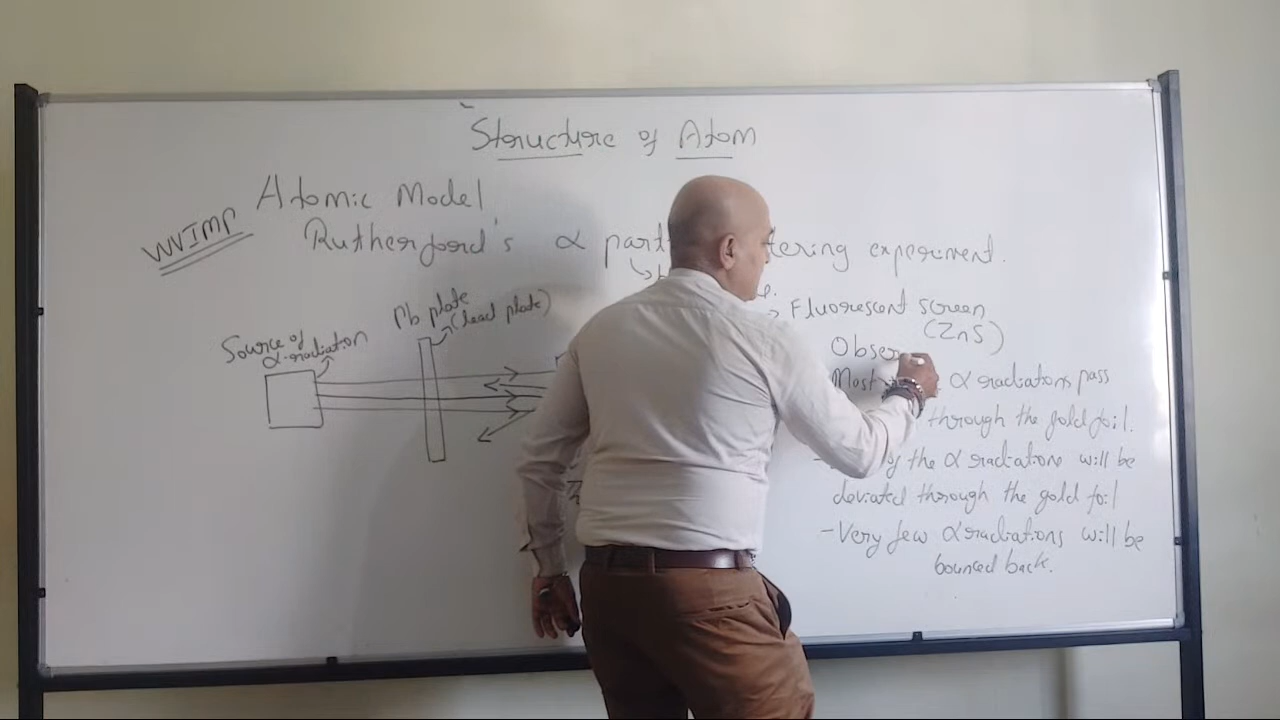 Structure of Atom
Atomic Model
VVVIMP
Rutherford's α part tering experiment.
Pb plate
(lead plate)
Source of
α-radiation
Fluorescent screen
(ZnS)
Obser
Most α radiations pass
through the gold foil.
the α radiations will be
deviated through the gold foil
- Very few α radiations will be
bounced back.